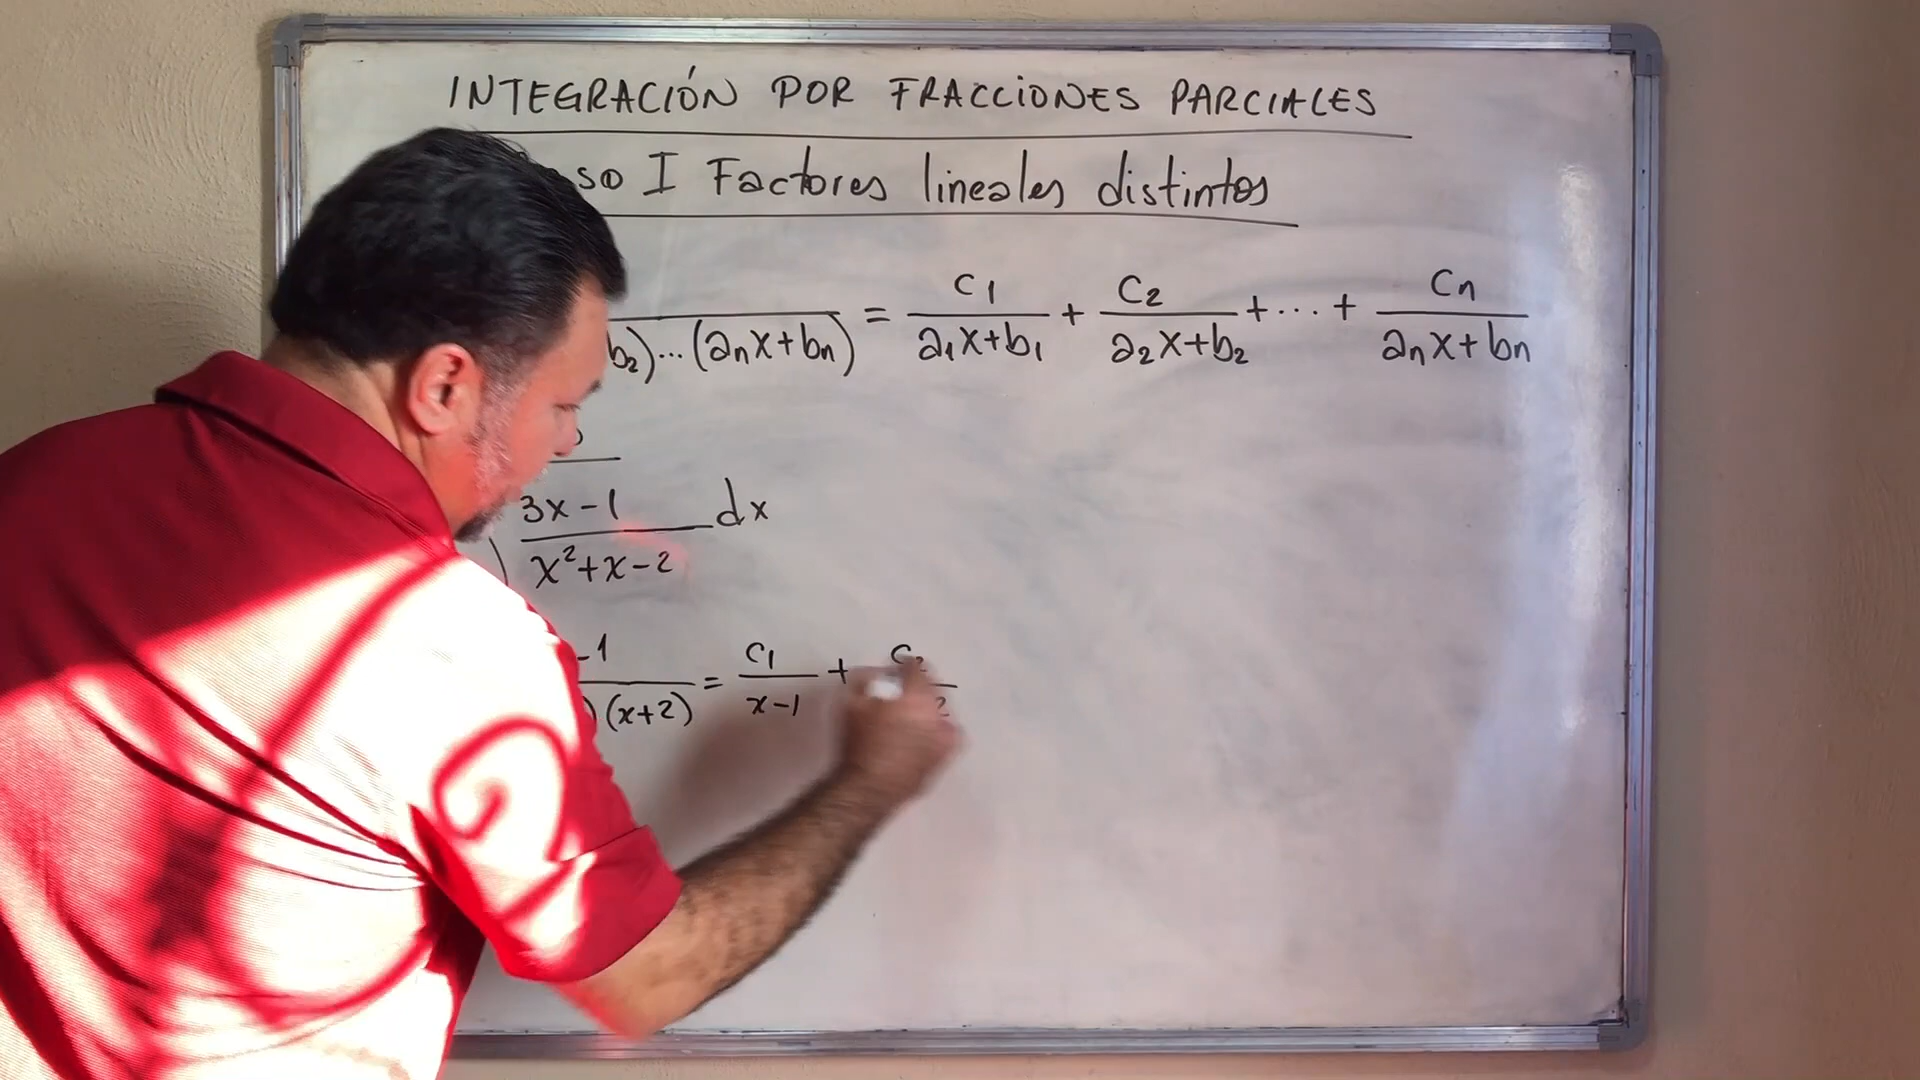 INTEGRACIÓN POR FRACCIONES PARCIALES
so I Factores lineales distintos
b₂)...(aₙx+bₙ) = c₁/(a₁x+b₁) + c₂/(a₂x+b₂) +...+ cₙ/(aₙx+bₙ)
(3x-1)/(x²+x-2) dx
-1/)(x+2) = c₁/(x-1) + c₂/2